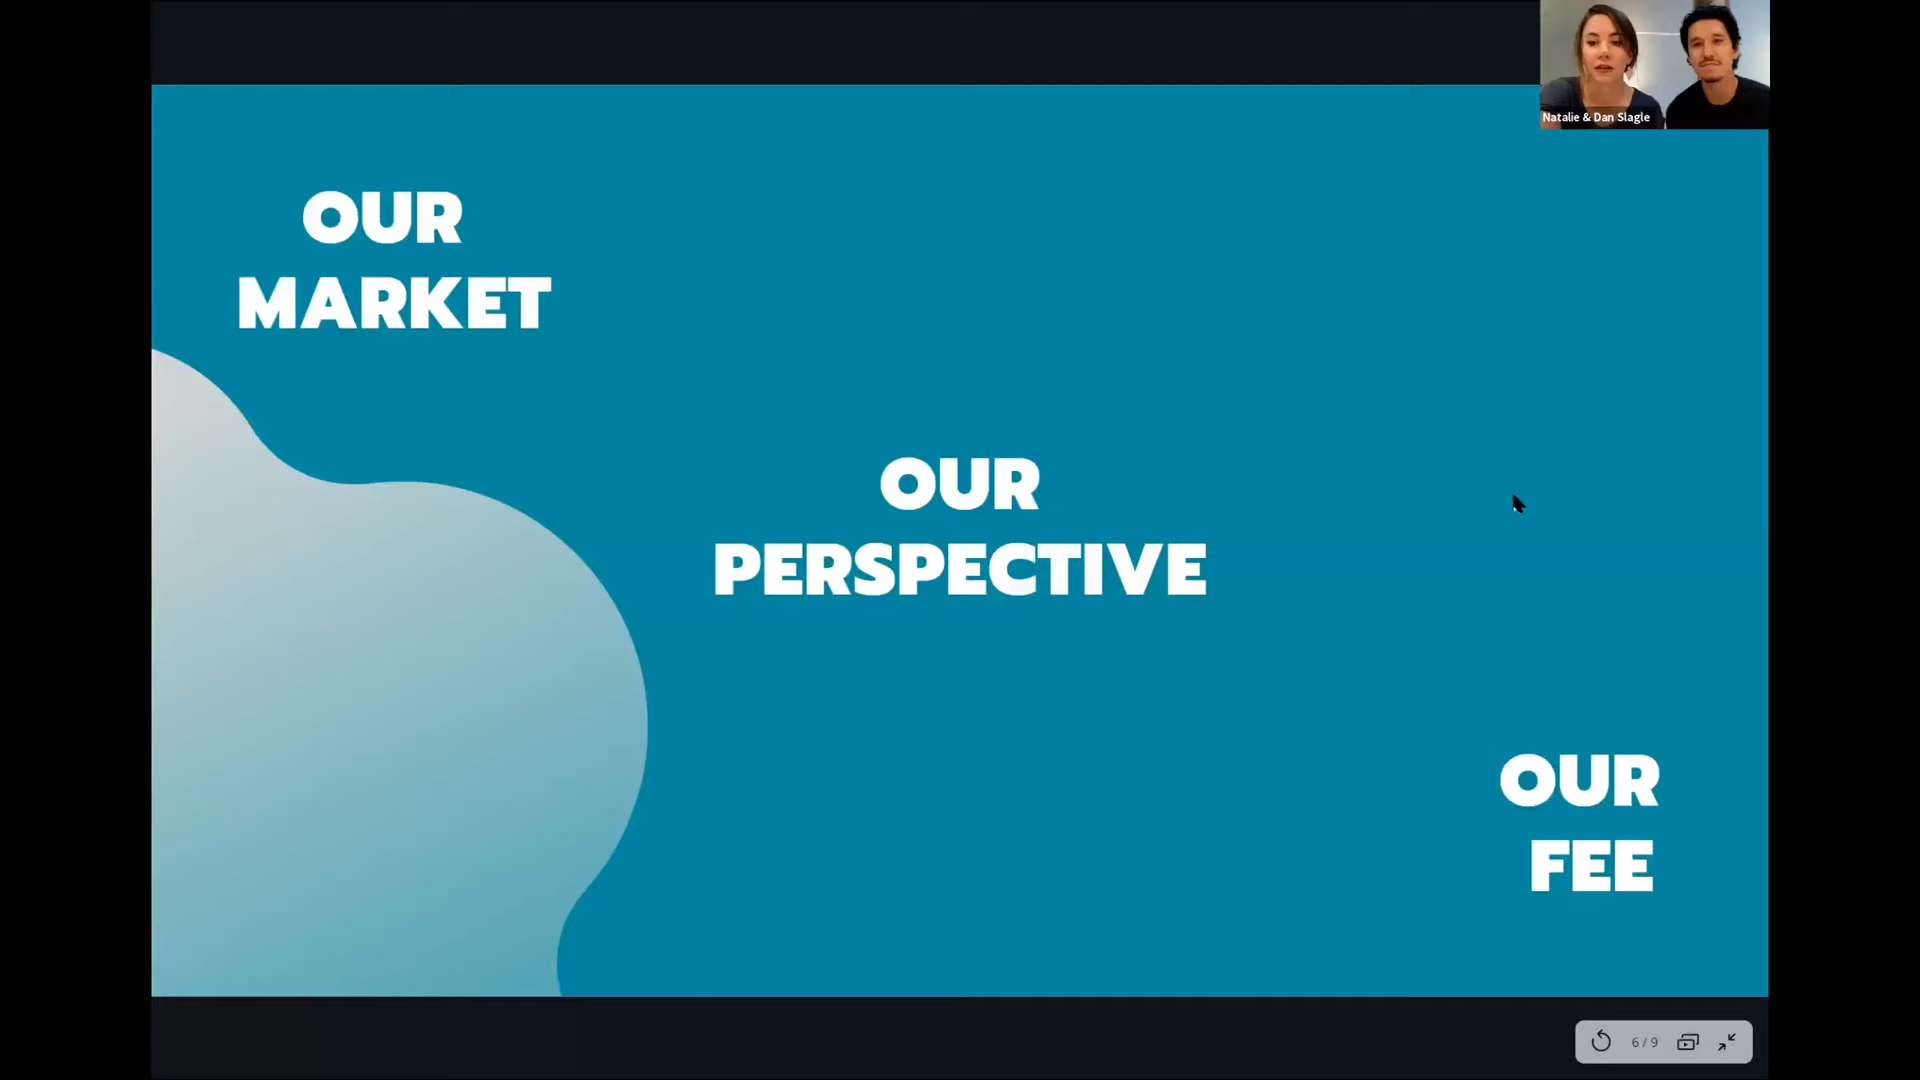 Natalie & Dan Slagle
OUR
MARKET
OUR
PERSPECTIVE
OUR
FEE
6 / 9